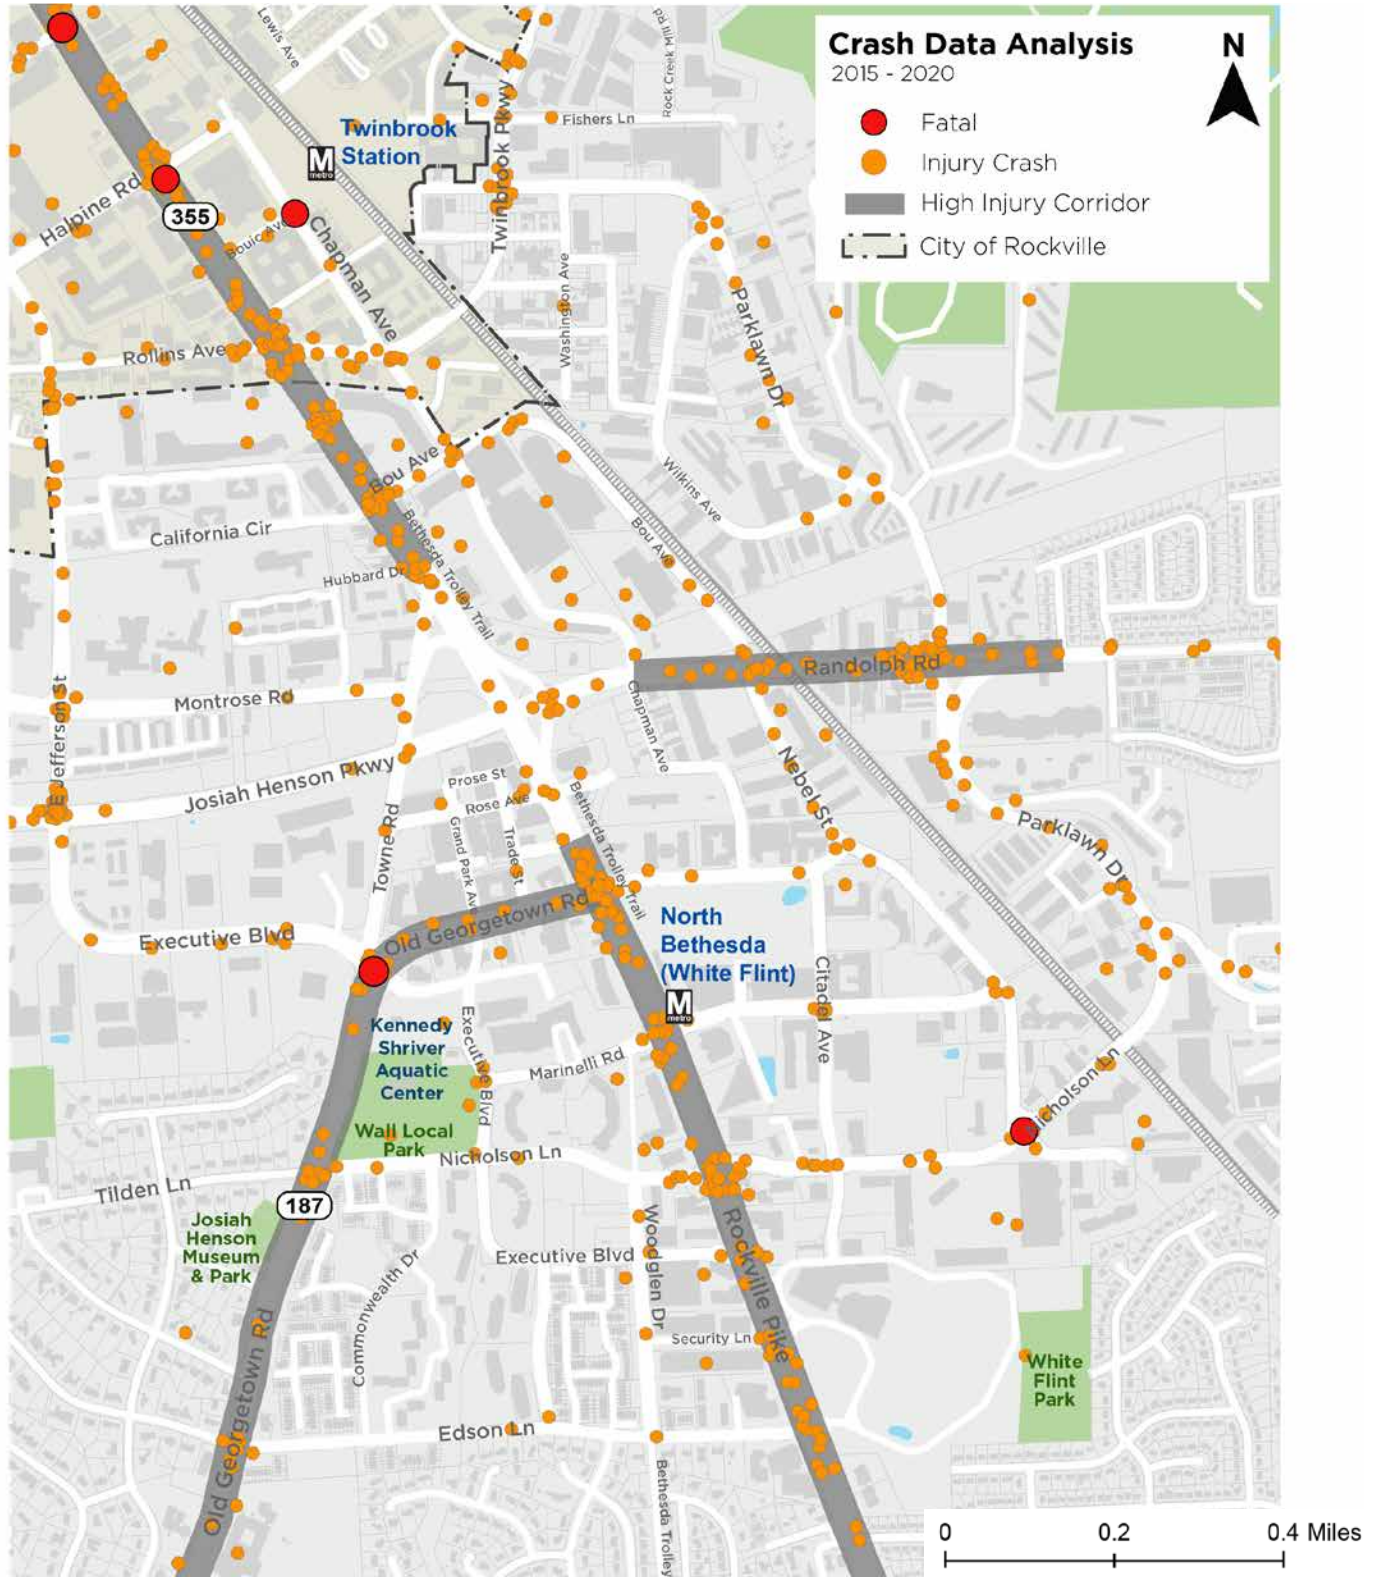 Crash Data Analysis
2015 - 2020
N
Fatal
Injury Crash
High Injury Corridor
City of Rockville
Lewis Ave
Rock Creek Mill Rd
Twinbrook
Station
M
metro
Twinbrook Pkwy
Fishers Ln
Halpine Rd
355
Bouic Ave
Chapman Ave
Washington Ave
Parklawn Dr
Rollins Ave
Bou Ave
Wilkins Ave
California Cir
Bethesda Trolley Trail
Bou Ave
Hubbard Dr
Randolph Rd
E Jefferson St
Montrose Rd
Chapman Ave
Josiah Henson Pkwy
Nebel St
Prose St
Rose Ave
Towne Rd
Grand Park Av
Trade St
Bethesda Trolley Trail
Parklawn Dr
Executive Blvd
Old Georgetown Rd
North
Bethesda
(White Flint)
M
metro
Citadel Ave
Kennedy
Shriver
Aquatic
Center
Executive Blvd
Marinelli Rd
Nicholson Ln
Wall Local
Park
Nicholson Ln
Tilden Ln
187
Josiah
Henson
Museum
& Park
Woodglen Dr
Rockville Pike
Executive Blvd
Commonwealth Dr
Security Ln
Old Georgetown Rd
White
Flint
Park
Edson Ln
Old Georgetown Rd
Bethesda Trolley
0 0.2 0.4 Miles